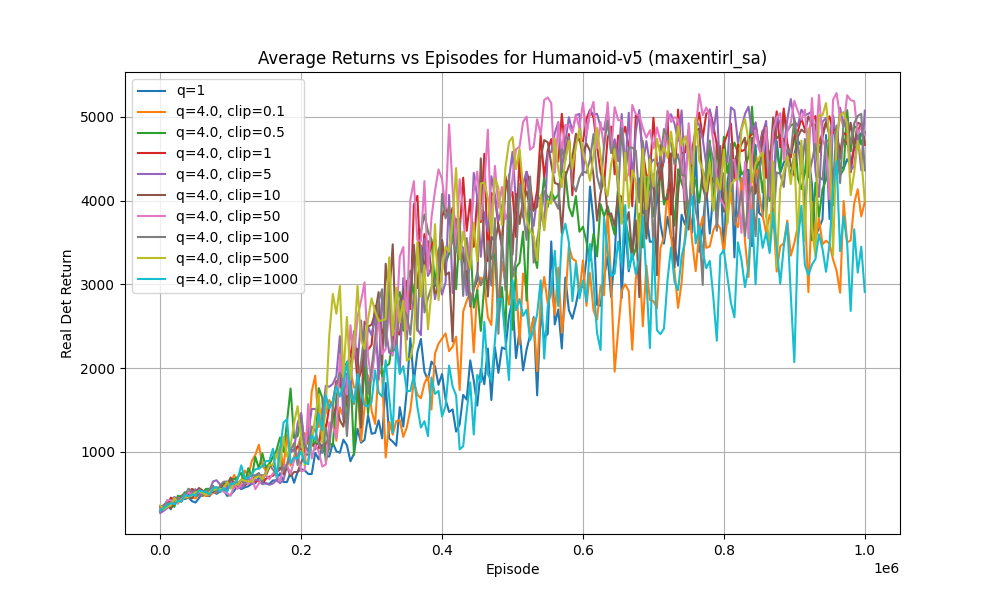 Average Returns vs Episodes for Humanoid-v5 (maxentirl_sa)
q=1
q=4.0, clip=0.1
q=4.0, clip=0.5
q=4.0, clip=1
q=4.0, clip=5
q=4.0, clip=10
q=4.0, clip=50
q=4.0, clip=100
q=4.0, clip=500
q=4.0, clip=1000
Real Det Return
5000
4000
3000
2000
1000
0.0 0.2 0.4 0.6 0.8 1.0
1e6
Episode